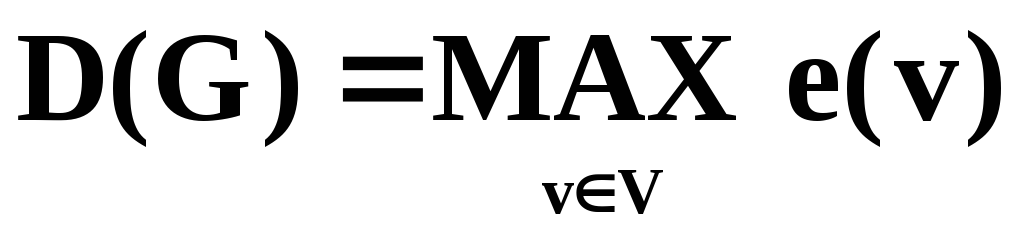 D(G) =MAX e(v)
v∈V